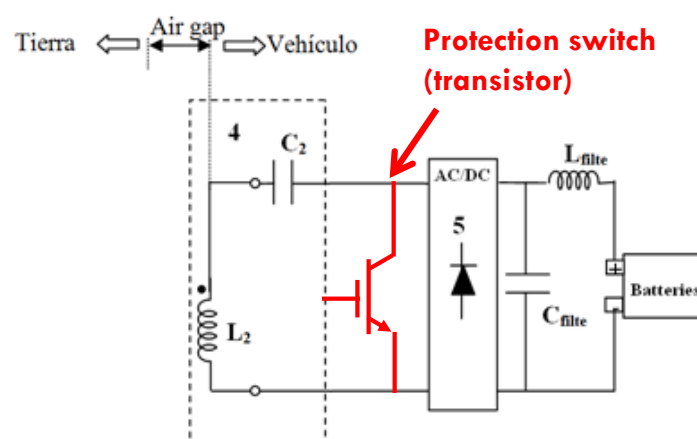 Air gap
Tierra
Vehículo
Protection switch
(transistor)
4
C2
AC/DC
Lfilte
5
+
Batteries
-
L2
Cfilte